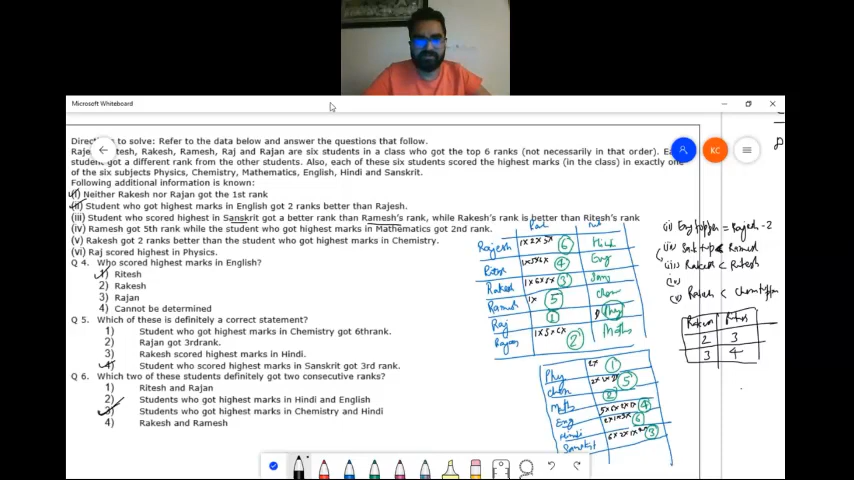 Microsoft Whiteboard
to solve: Refer to the data below and answer the questions that follow.
Raje tesh, Rakesh, Ramesh, Raj and Rajan are six students in a class who got the top 6 ranks (not necessarily in that order). Ea
student got a different rank from the other students. Also, each of these six students scored the highest marks (in the class) in exactly one
of the six subjects Physics, Chemistry, Mathematics, English, Hindi and Sanskrit.
Following additional information is known:
(I) Neither Rakesh nor Rajan got the 1st rank
(II) Student who got highest marks in English got 2 ranks better than Rajesh.
(III) Student who scored highest in Sanskrit got a better rank than Ramesh's rank, while Rakesh's rank is better than Ritesh's rank
(IV) Ramesh got 5th rank while the student who got highest marks in Mathematics got 2nd rank.
(V) Rakesh got 2 ranks better than the student who got highest marks in Chemistry.
(VI) Raj scored highest in Physics.
Q 4. Who scored highest marks in English?
1) Ritesh
2) Rakesh
3) Rajan
4) Cannot be determined
Q 5. Which of these is definitely a correct statement?
1) Student who got highest marks in Chemistry got 6thrank.
2) Rajan got 3rdrank.
3) Rakesh scored highest marks in Hindi.
4) Student who scored highest marks in Sanskrit got 3rd rank.
Q 6. Which two of these students definitely got two consecutive ranks?
1) Ritesh and Rajan
2) Students who got highest marks in Hindi and English
3) Students who got highest marks in Chemistry and Hindi
4) Rakesh and Ramesh
KC
Rajesh 6 Hindi
Ritesh 4 Eng
Rakesh 3 San
Ramesh 5 Chem
Raj 1 Phy
Rajan 2 Maths
Phy 1
Chem 5
Maths 2
Eng 4
Hindi 6
Sanskrit 3
(ii) Eng topper = Rajesh - 2
Rakesh < Ritesh
Rakesh < Chem topper
Rakesh Ritesh
2 3
3 4